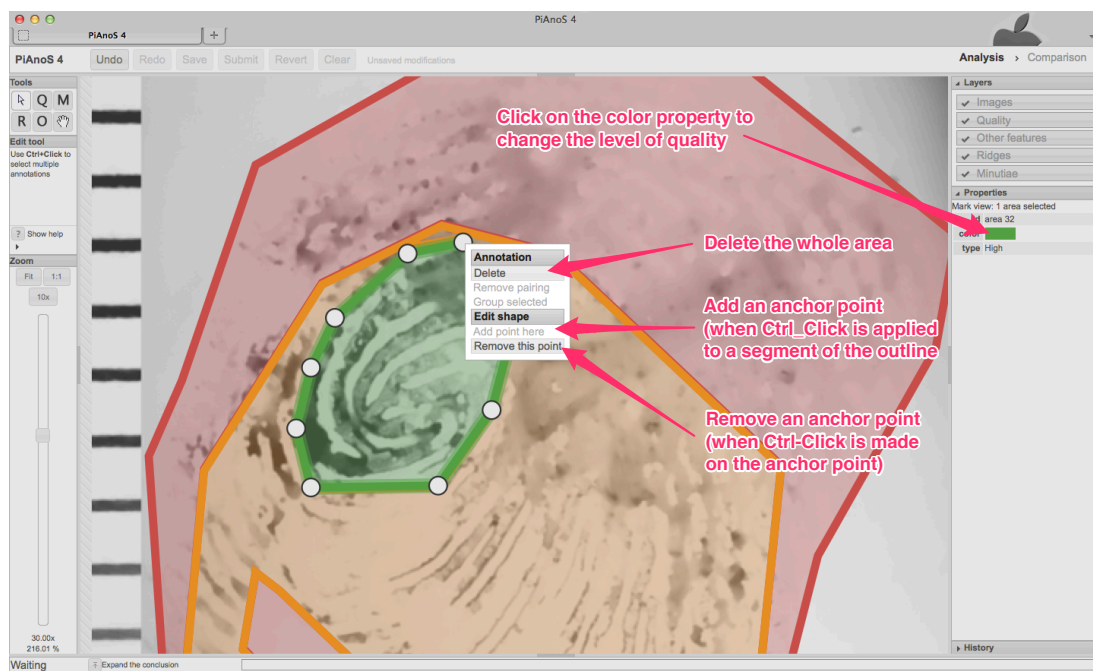 PiAnoS 4
PiAnoS 4
PiAnoS 4
Undo Redo Save Submit Revert Clear Unsaved modifications
Analysis › Comparison
Tools
Q M
R O
Edit tool
Use Ctrl+Click to
select multiple
annotations
? Show help
Zoom
Fit 1:1
10x
30.00x
216.01 %
Click on the color property to
change the level of quality
Annotation
Delete
Remove pairing
Group selected
Edit shape
Add point here
Remove this point
Delete the whole area
Add an anchor point
(when Ctrl_Click is applied
to a segment of the outline
Remove an anchor point
(when Ctrl-Click is made
on the anchor point)
Layers
Images
Quality
Other features
Ridges
Minutiae
Properties
Mark view: 1 area selected
area 32
color
type High
History
Waiting
Expand the conclusion